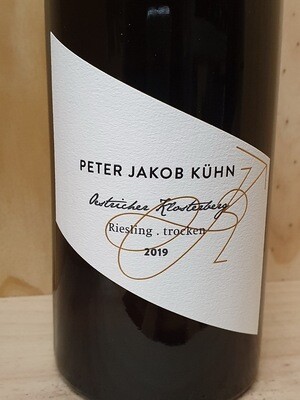 PETER JAKOB KÜHN
Oestricher Klosterberg
Riesling . trocken
2019